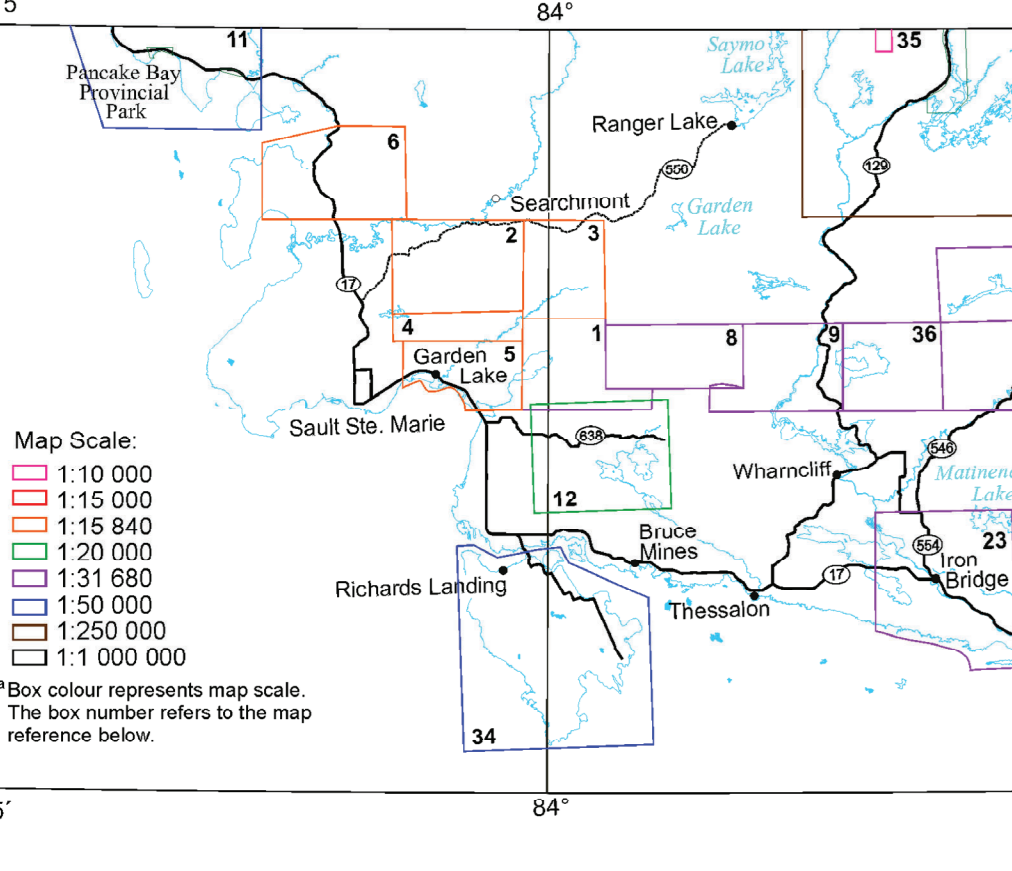 5
84°
11
35
Saymo
Lake
Pancake Bay
Provincial
Park
Ranger Lake
6
550
129
Searchmont
Garden
Lake
2
3
17
4
1
8
9
36
Garden
Lake
5
Sault Ste. Marie
638
546
Map Scale:
1:10 000
1:15 000
1:15 840
1:20 000
1:31 680
1:50 000
1:250 000
1:1 000 000
Wharncliff
Matinen
Lake
12
Bruce
Mines
23
554
Iron
Bridge
Richards Landing
17
Thessalon
a Box colour represents map scale.
The box number refers to the map
reference below.
34
5′
84°